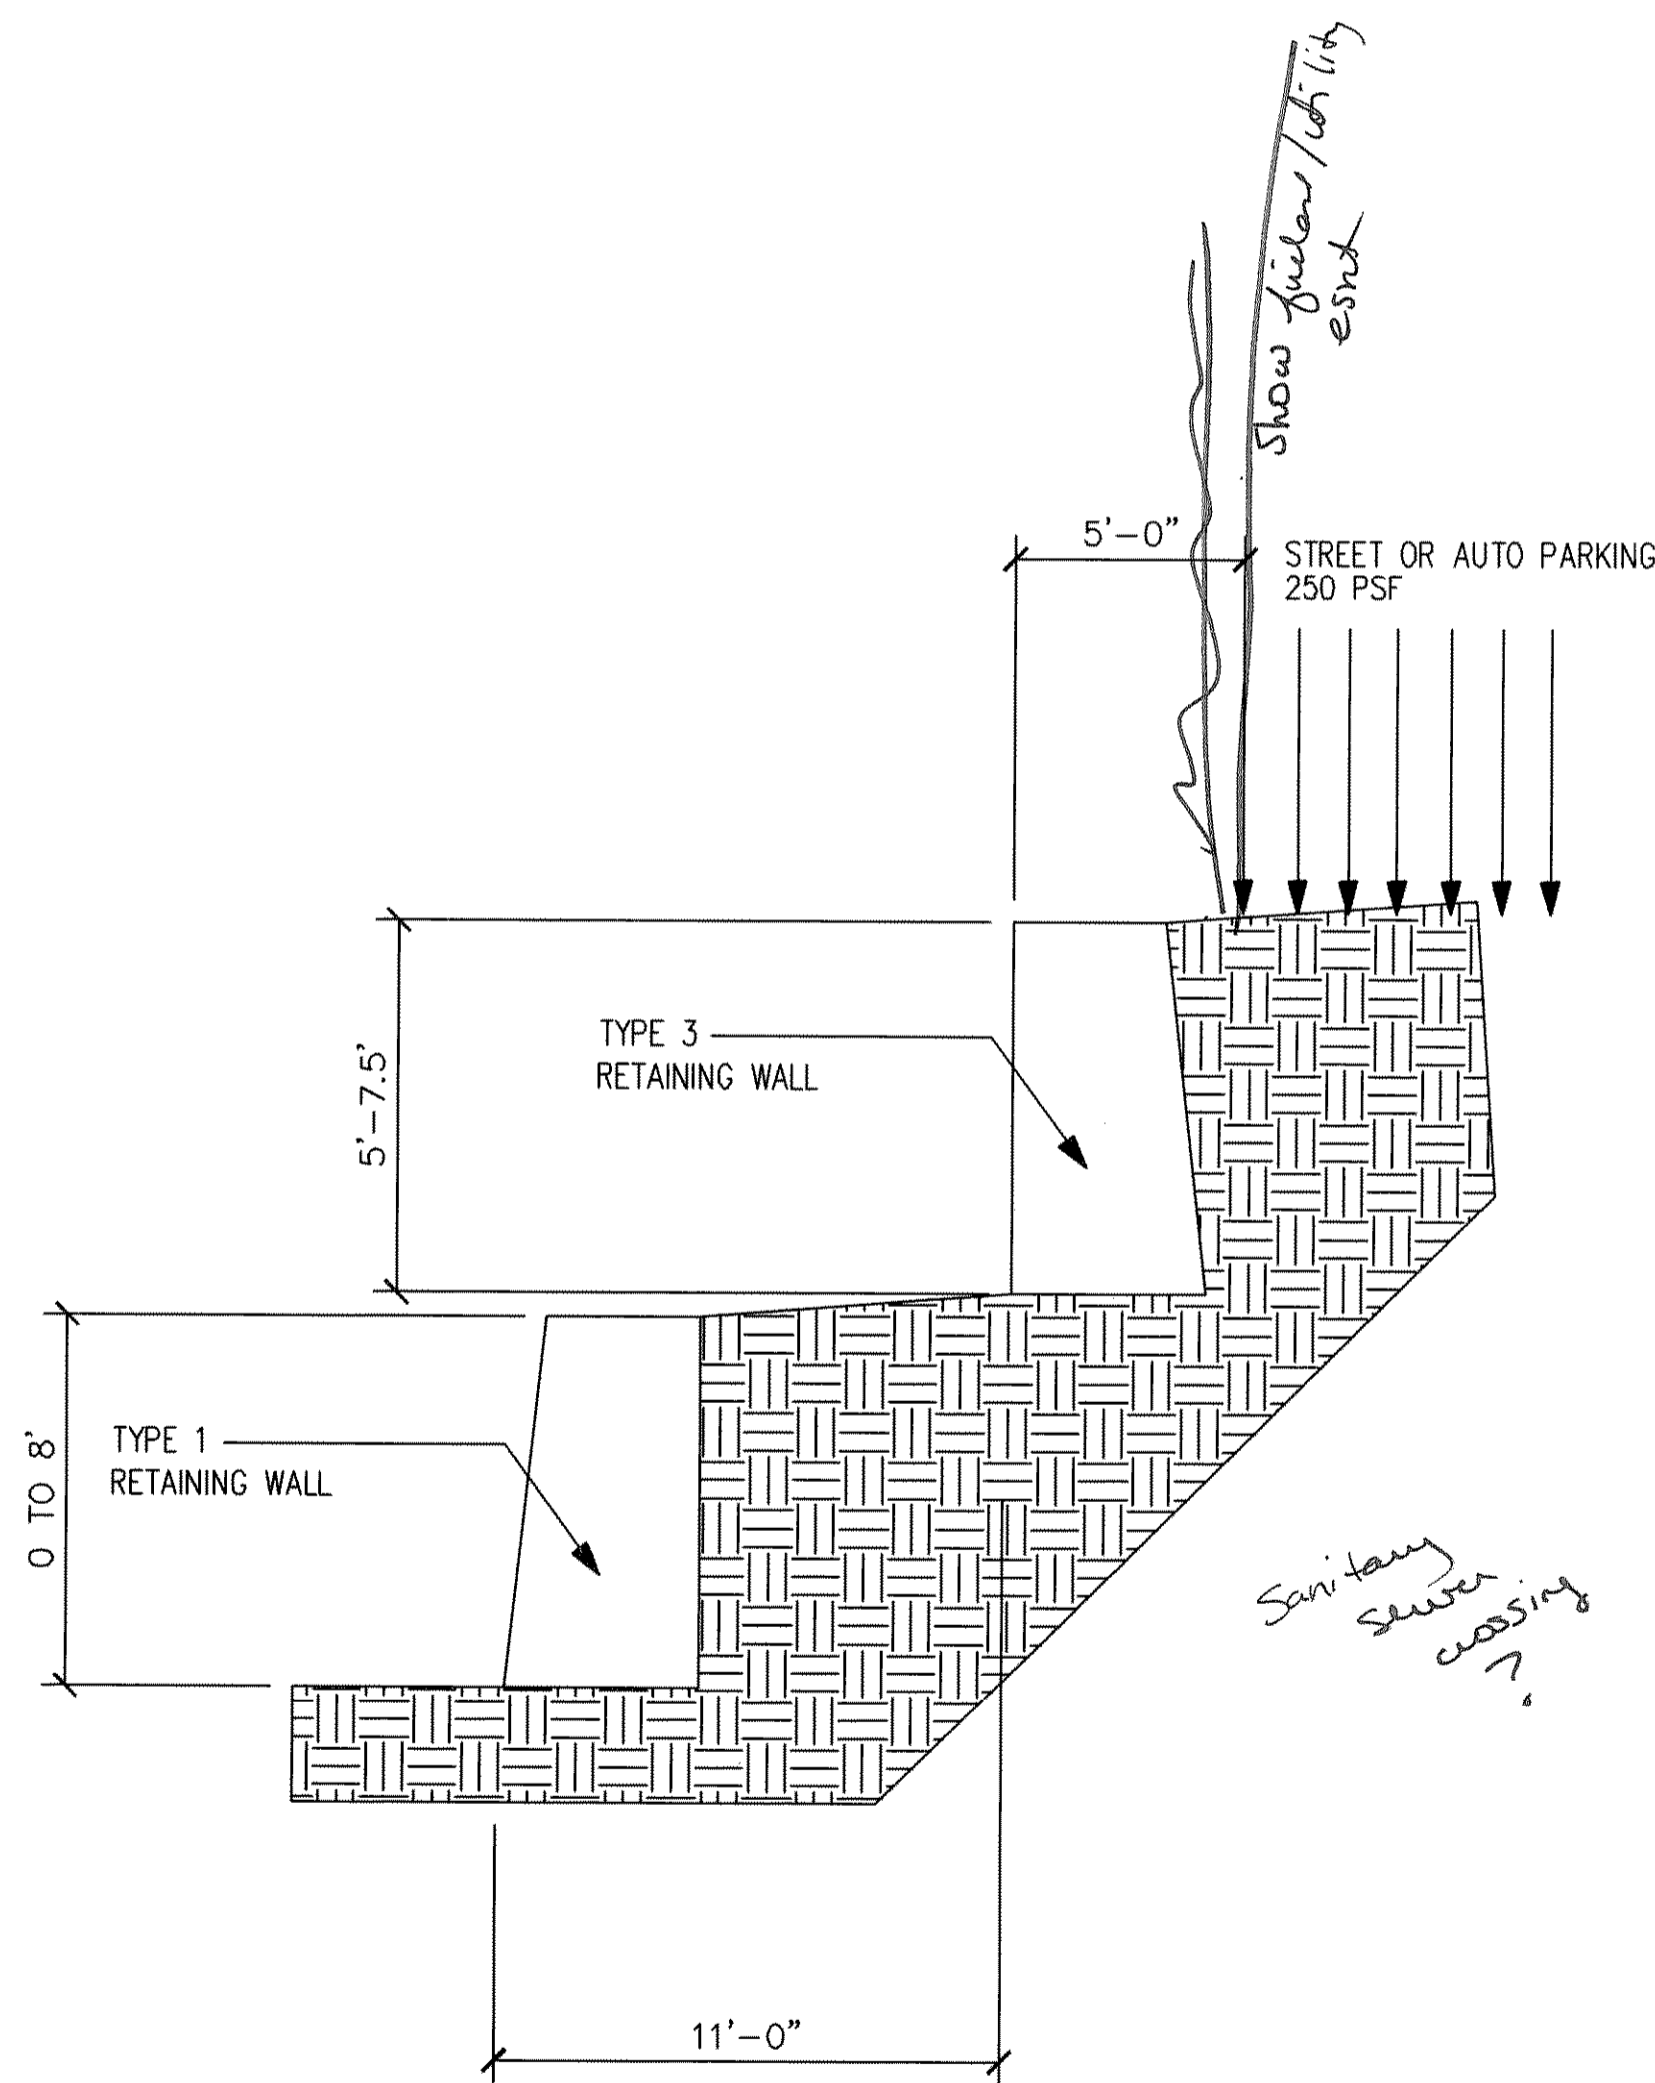 Show / utility
esmt
5'-0"
STREET OR AUTO PARKING
250 PSF
TYPE 3
RETAINING WALL
5'-7.5'
TYPE 1
RETAINING WALL
0 TO 8'
Sanitary
sewer
crossing
?
11'-0"